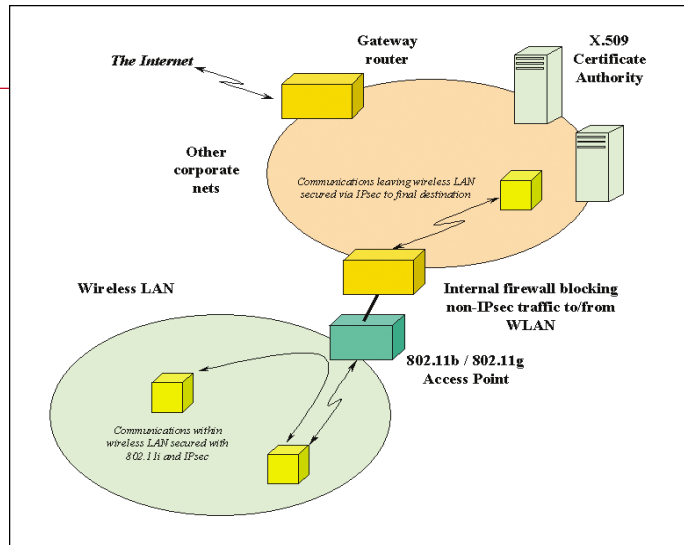 Gateway
router
X.509
Certificate
Authority
The Internet
Other
corporate
nets
Communications leaving wireless LAN
secured via IPsec to final destination
Wireless LAN
Internal firewall blocking
non-IPsec traffic to/from
WLAN
802.11b / 802.11g
Access Point
Communications within
wireless LAN secured with
802.11i and IPsec